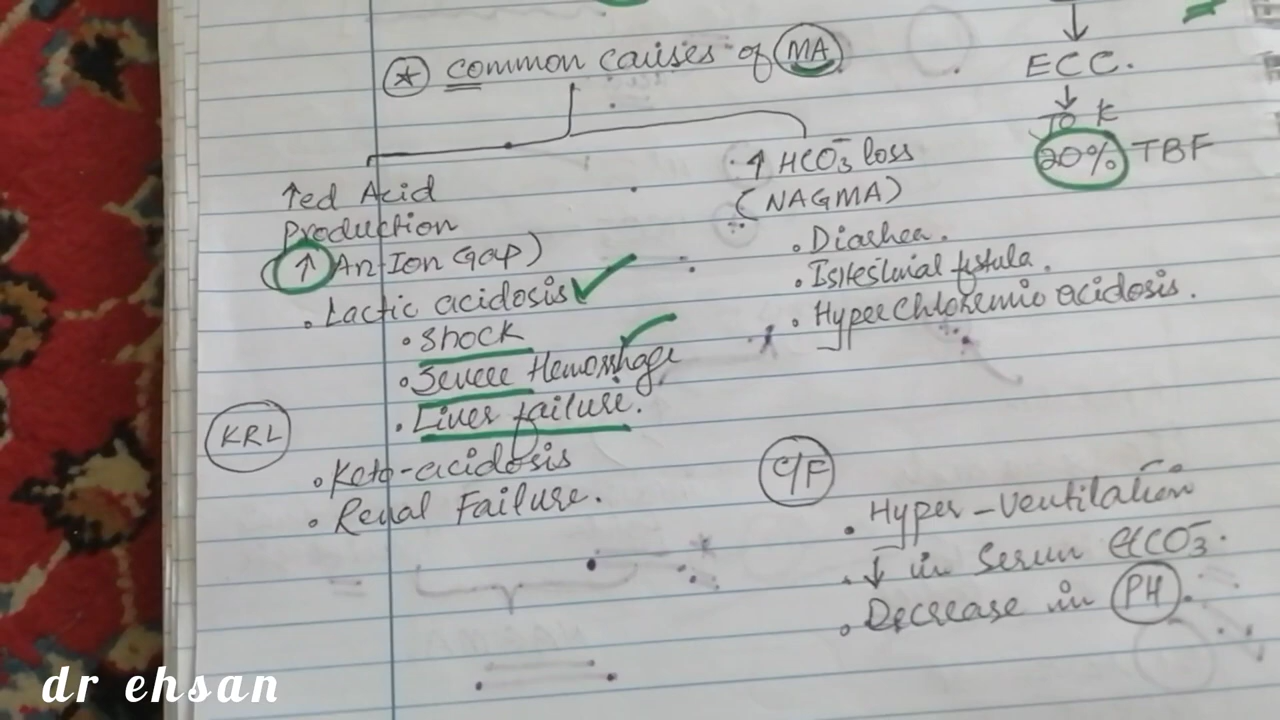 * common causes of MA
↑ed Acid
Production
(↑ Anion Gap)
• Lactic acidosis ✓
• Shock
• Severe Hemorrhage
• Liver failure.
KRL
• Keto-acidosis
• Renal Failure.
• ↑ HCO3⁻ loss
(NAGMA)
• Diarhea.
• Intestinal fistula.
• Hyperchloremic acidosis.
↓
ECC.
↓
20% TBF
C/F
• Hyper-ventilation
• ↓ in Serum HCO3⁻.
• Decrease in PH.
dr ehsan